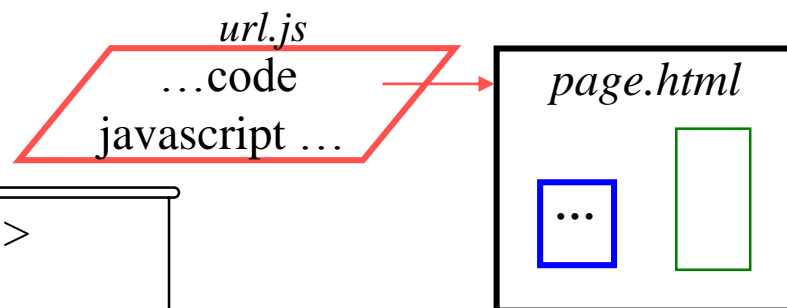 url.js
…code
javascript …
page.html
...
>